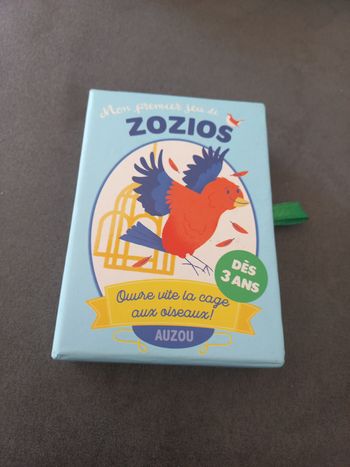 Mon premier jeu de
ZOZIOS
DÈS
3 ANS
Ouvre vite la cage
aux oiseaux!
AUZOU